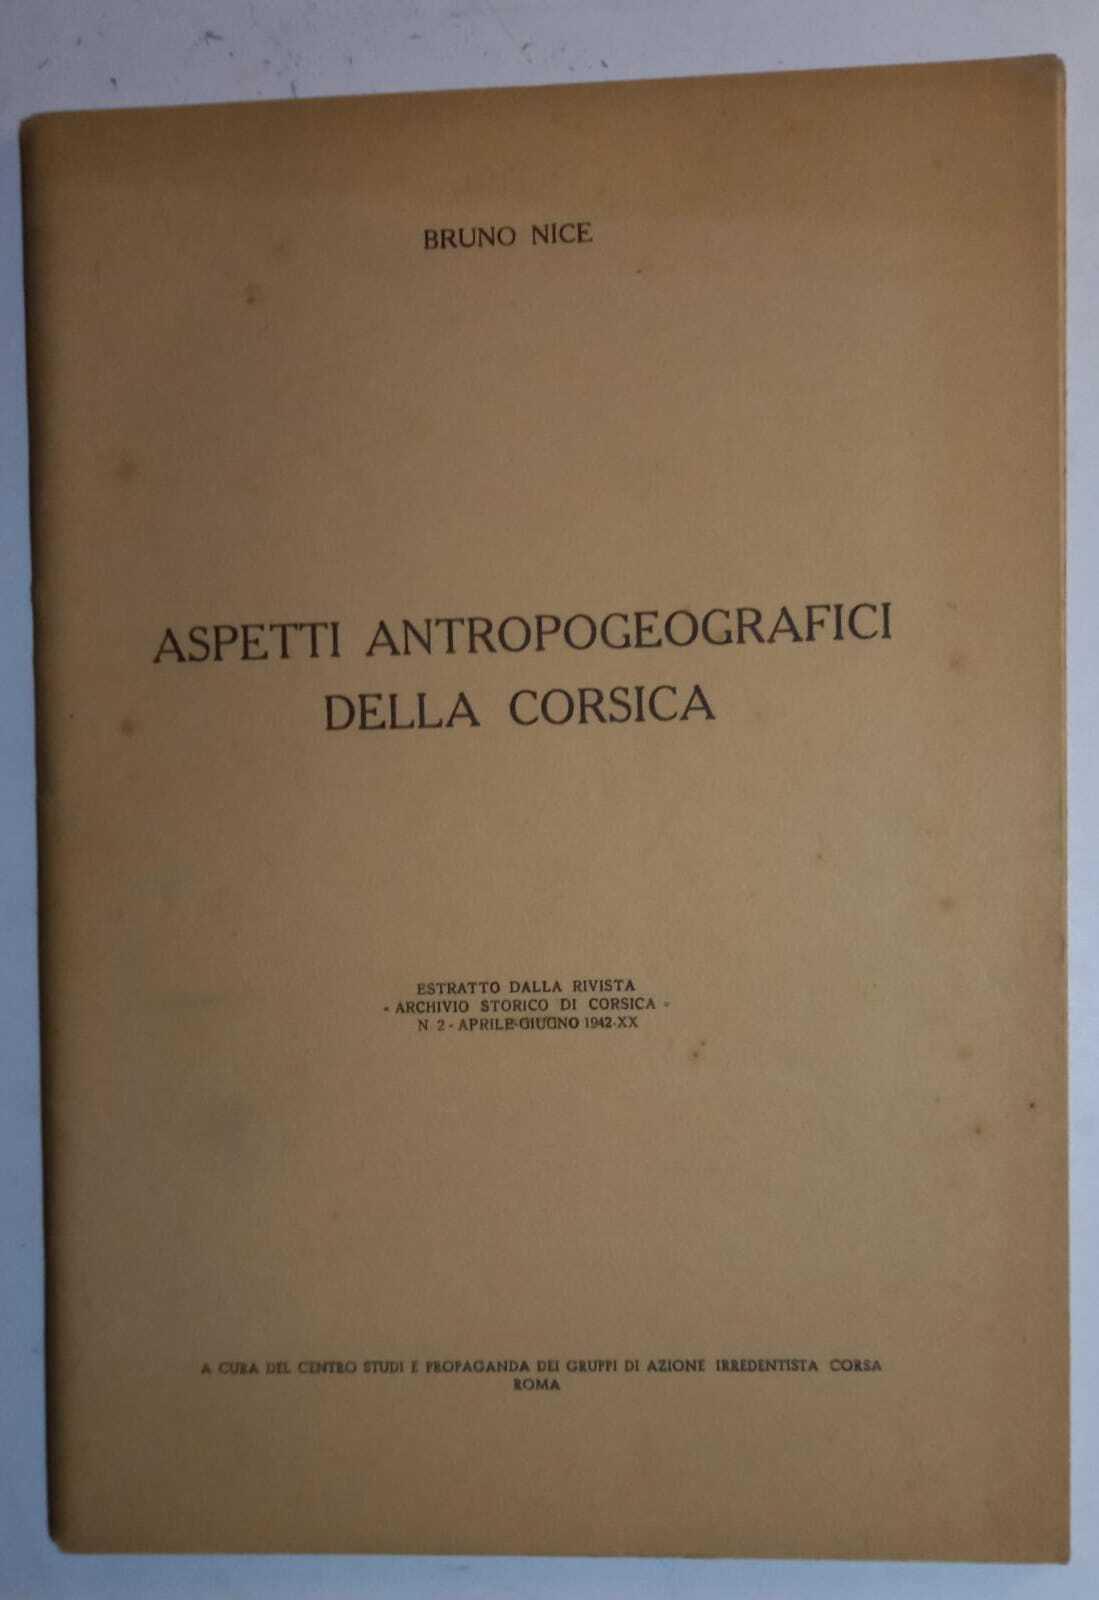 BRUNO NICE
ASPETTI ANTROPOGEOGRAFICI
DELLA CORSICA
ESTRATTO DALLA RIVISTA
« ARCHIVIO STORICO DI CORSICA »
N 2 - APRILE-GIUGNO 1942-XX
A CURA DEL CENTRO STUDI E PROPAGANDA DEI GRUPPI DI AZIONE IRREDENTISTA CORSA
ROMA